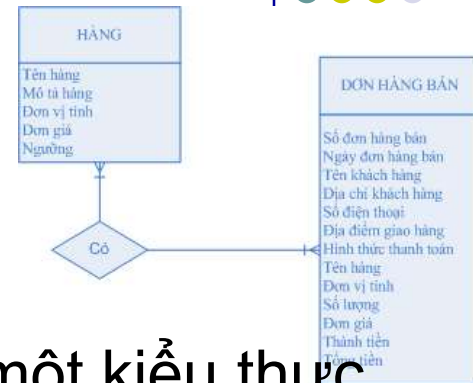 HÀNG
Tên hàng
Mô tả hàng
Đơn vị tính
Đơn giá
Ngưỡng
ĐƠN HÀNG BÁN
Số đơn hàng bán
Ngày đơn hàng bán
Tên khách hàng
Địa chỉ khách hàng
Số điện thoại
Địa điểm giao hàng
Hình thức thanh toán
Tên hàng
Đơn vị tính
Số lượng
Đơn giá
Thành tiền
Tổng tiền
Có
một kiểu thực